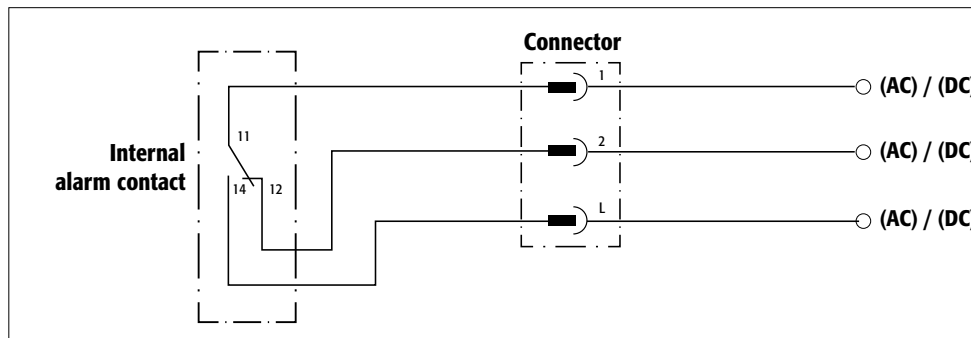 Connector
1
(AC) / (DC)
11
2
(AC) / (DC)
Internal
alarm contact
14
12
L
(AC) / (DC)